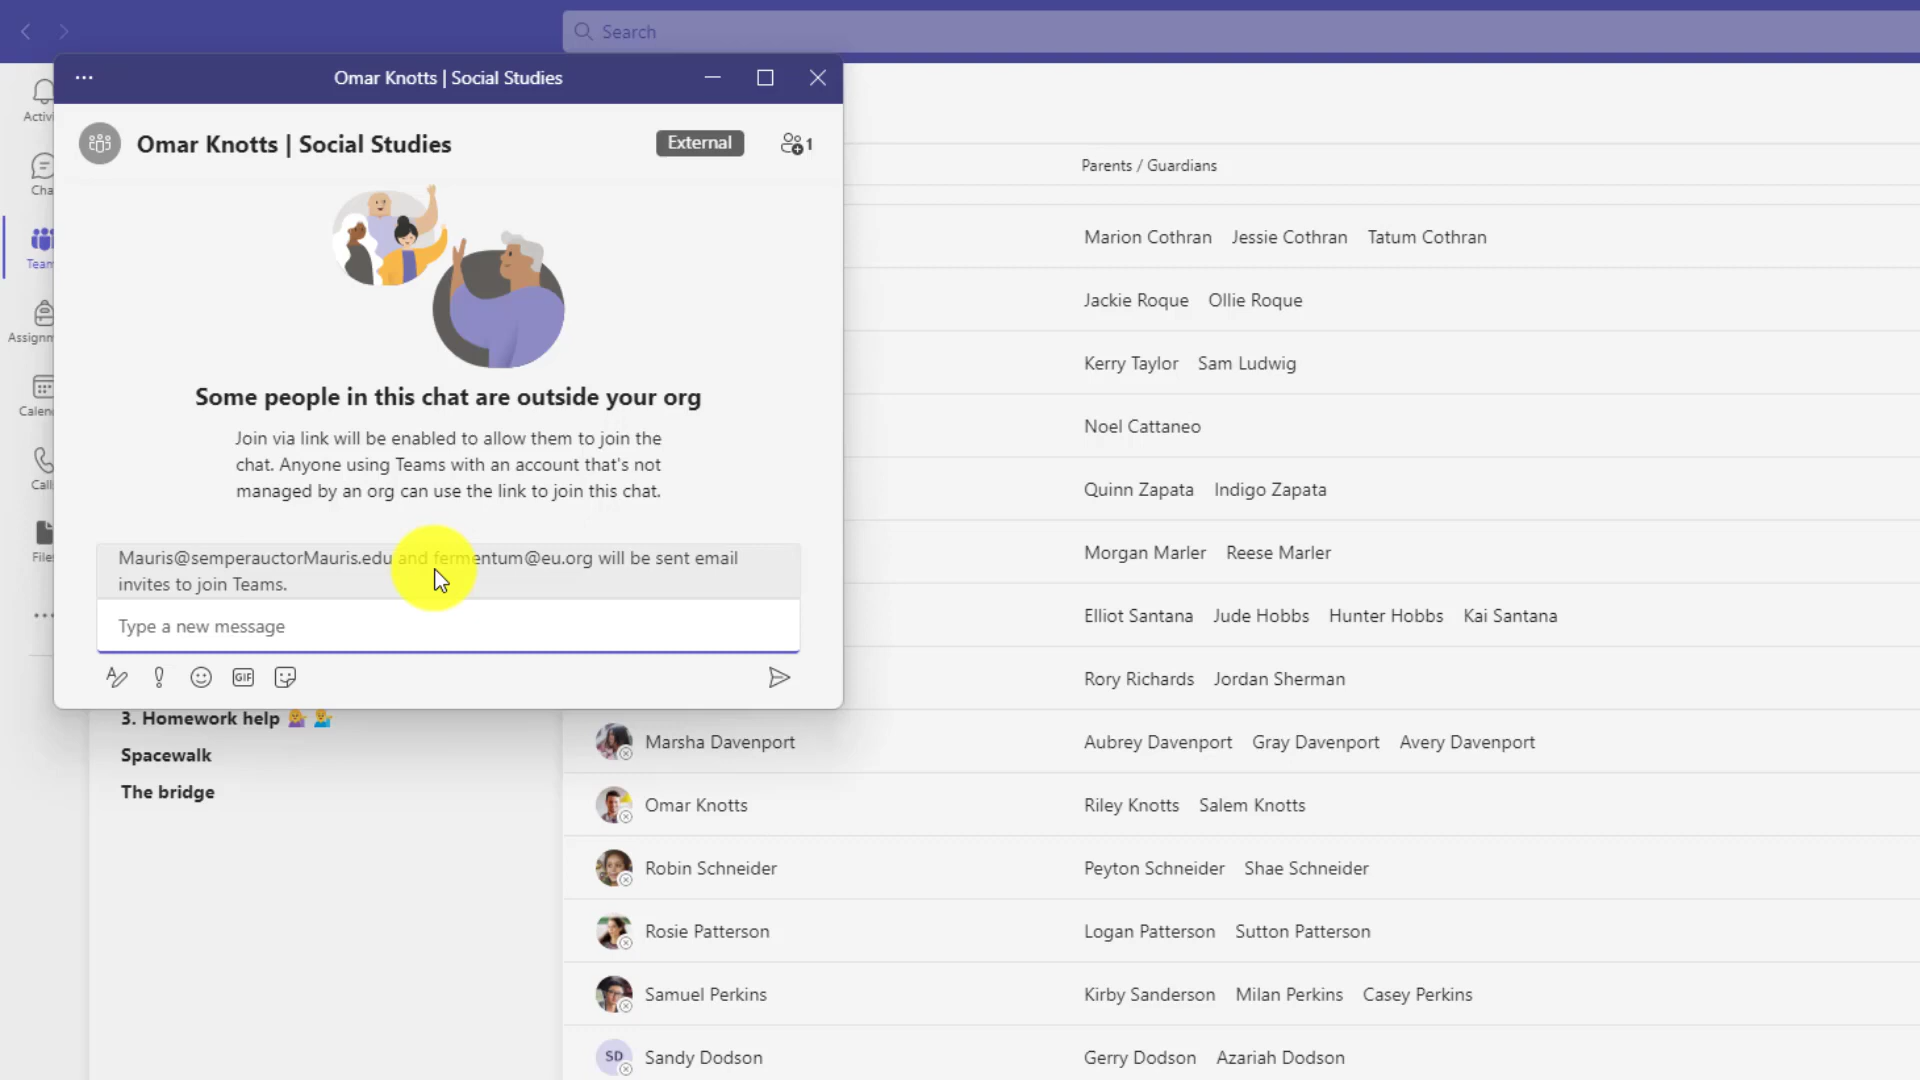 Search
Omar Knotts | Social Studies
Omar Knotts | Social Studies
External
1
Some people in this chat are outside your org
Join via link will be enabled to allow them to join the
chat. Anyone using Teams with an account that's not
managed by an org can use the link to join this chat.
Mauris@semperauctorMauris.edu and fermentum@eu.org will be sent email
invites to join Teams.
Type a new message
GIF
Activi
Cha
Team
Assignm
Calenc
Calls
Files
3. Homework help
Spacewalk
The bridge
Parents / Guardians
Marion Cothran Jessie Cothran Tatum Cothran
Jackie Roque Ollie Roque
Kerry Taylor Sam Ludwig
Noel Cattaneo
Quinn Zapata Indigo Zapata
Morgan Marler Reese Marler
Elliot Santana Jude Hobbs Hunter Hobbs Kai Santana
Rory Richards Jordan Sherman
Marsha Davenport Aubrey Davenport Gray Davenport Avery Davenport
Omar Knotts Riley Knotts Salem Knotts
Robin Schneider Peyton Schneider Shae Schneider
Rosie Patterson Logan Patterson Sutton Patterson
Samuel Perkins Kirby Sanderson Milan Perkins Casey Perkins
SD Sandy Dodson Gerry Dodson Azariah Dodson